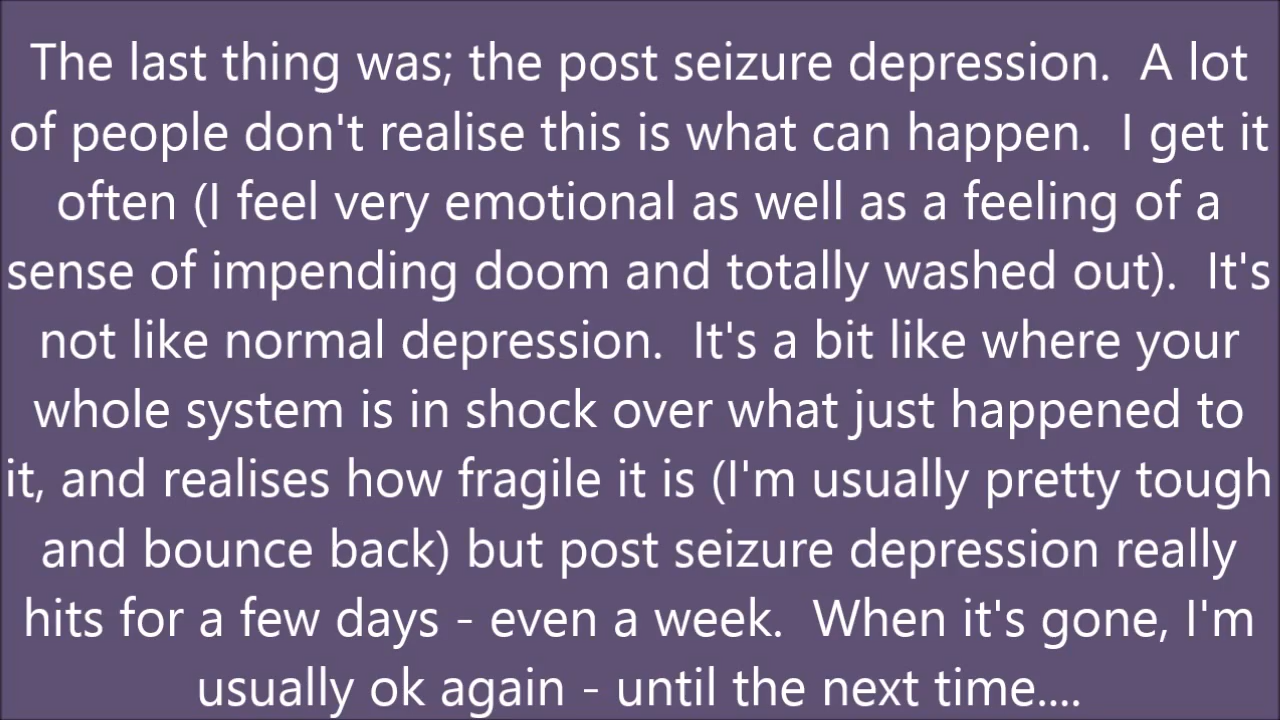 The last thing was; the post seizure depression.  A lot
of people don't realise this is what can happen.  I get it
often (I feel very emotional as well as a feeling of a
sense of impending doom and totally washed out).  It's
not like normal depression.  It's a bit like where your
whole system is in shock over what just happened to
it, and realises how fragile it is (I'm usually pretty tough
and bounce back) but post seizure depression really
hits for a few days - even a week.  When it's gone, I'm
usually ok again - until the next time....